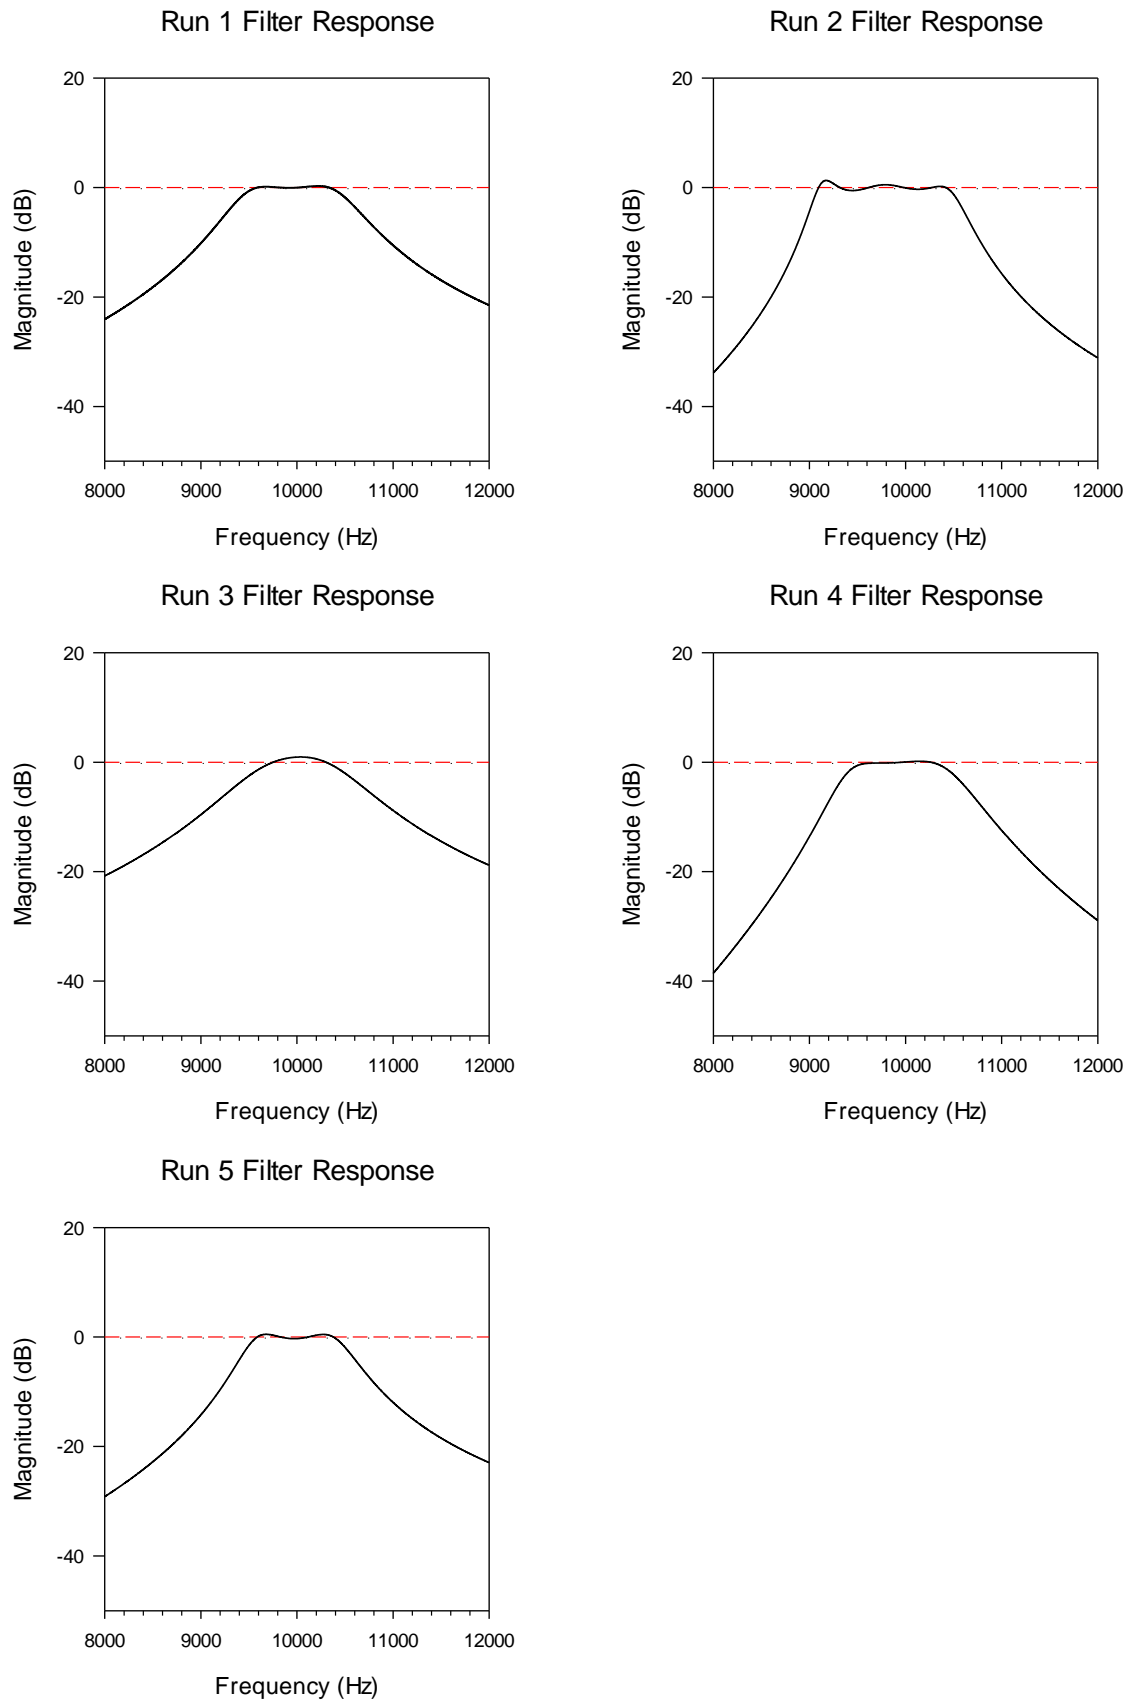 Run 1 Filter Response
20
0
-20
-40
Magnitude (dB)
8000 9000 10000 11000 12000
Frequency (Hz)
Run 2 Filter Response
20
0
-20
-40
Magnitude (dB)
8000 9000 10000 11000 12000
Frequency (Hz)
Run 3 Filter Response
20
0
-20
-40
Magnitude (dB)
8000 9000 10000 11000 12000
Frequency (Hz)
Run 4 Filter Response
20
0
-20
-40
Magnitude (dB)
8000 9000 10000 11000 12000
Frequency (Hz)
Run 5 Filter Response
20
0
-20
-40
Magnitude (dB)
8000 9000 10000 11000 12000
Frequency (Hz)